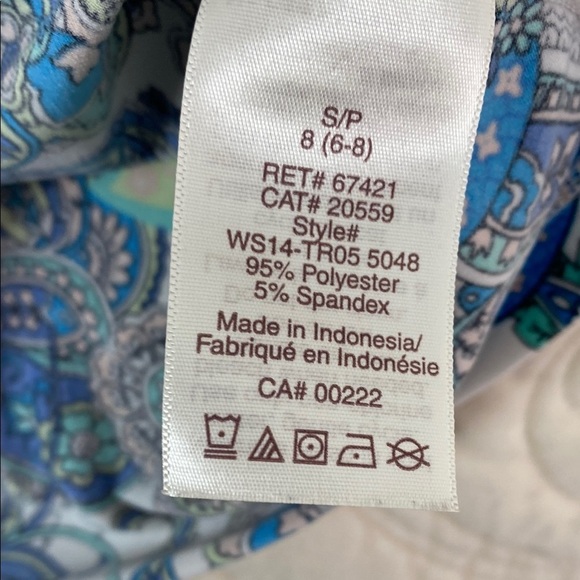 S/P
8 (6-8)
RET# 67421
CAT# 20559
Style#
WS14-TR05 5048
95% Polyester
5% Spandex
Made in Indonesia/
Fabriqué en Indonésie
CA# 00222